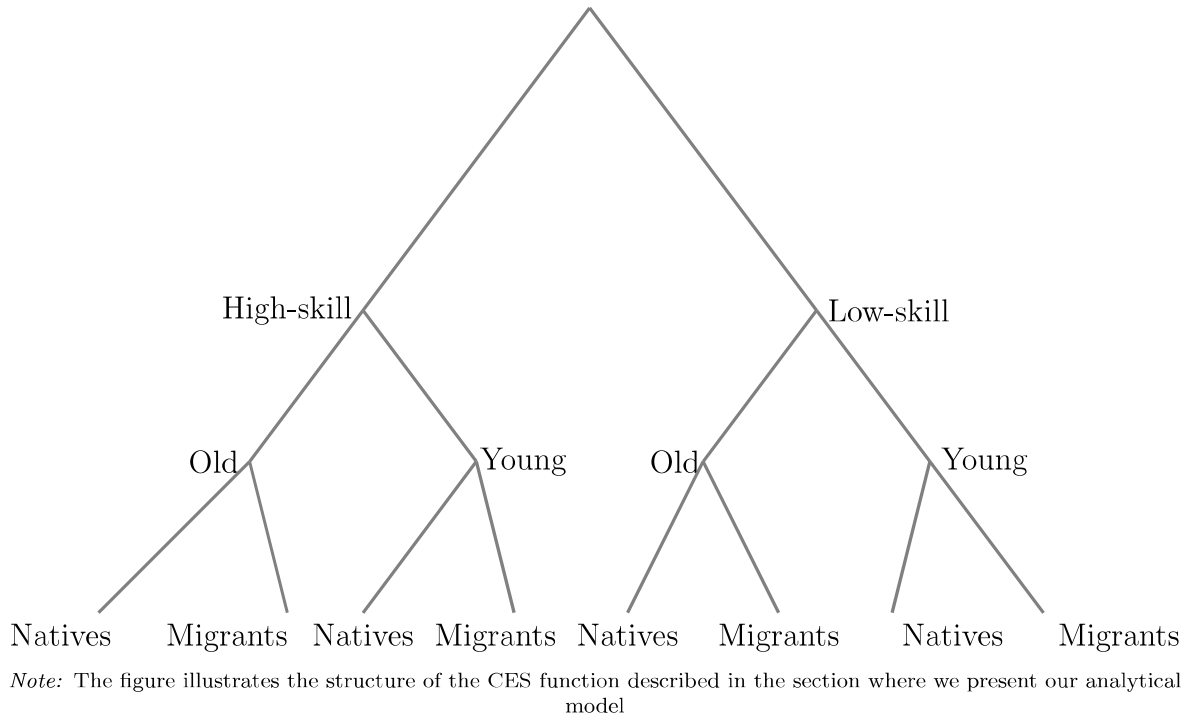 High-skill Low-skill
Old Young Old Young
Natives Migrants Natives Migrants Natives Migrants Natives Migrants
Note: The figure illustrates the structure of the CES function described in the section where we present our analytical
model